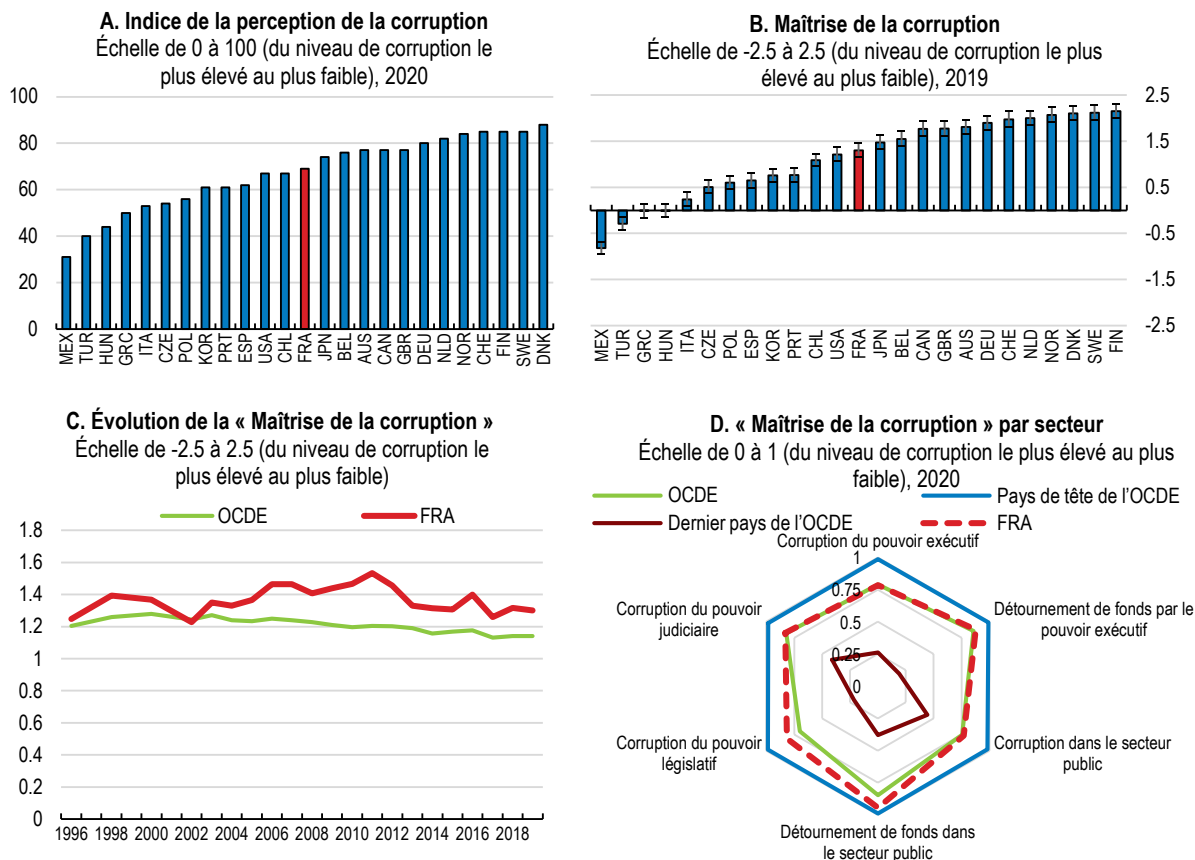 A. Indice de la perception de la corruption
Échelle de 0 à 100 (du niveau de corruption le
plus élevé au plus faible), 2020
100
80
60
40
20
0
MEX TUR HUN GRC ITA CZE POL KOR PRT ESP USA CHL FRA JPN BEL AUS CAN GBR DEU NLD NOR CHE FIN SWE DNK
B. Maîtrise de la corruption
Échelle de -2.5 à 2.5 (du niveau de corruption le plus
élevé au plus faible), 2019
2.5
1.5
0.5
-0.5
-1.5
-2.5
MEX TUR GRC HUN ITA CZE POL ESP KOR PRT CHL USA FRA JPN BEL CAN GBR AUS DEU CHE NLD NOR DNK SWE FIN
C. Évolution de la « Maîtrise de la corruption »
Échelle de -2.5 à 2.5 (du niveau de corruption le
plus élevé au plus faible)
OCDE FRA
1.8
1.6
1.4
1.2
1
0.8
0.6
0.4
0.2
0
1996 1998 2000 2002 2004 2006 2008 2010 2012 2014 2016 2018
D. « Maîtrise de la corruption » par secteur
Échelle de 0 à 1 (du niveau de corruption le plus élevé au plus
faible), 2020
OCDE Pays de tête de l'OCDE
Dernier pays de l'OCDE FRA
Corruption du pouvoir exécutif
1
0.75
0.5
0.25
0
Détournement de fonds par le
pouvoir exécutif
Corruption dans le secteur
public
Détournement de fonds dans
le secteur public
Corruption du pouvoir
législatif
Corruption du pouvoir
judiciaire